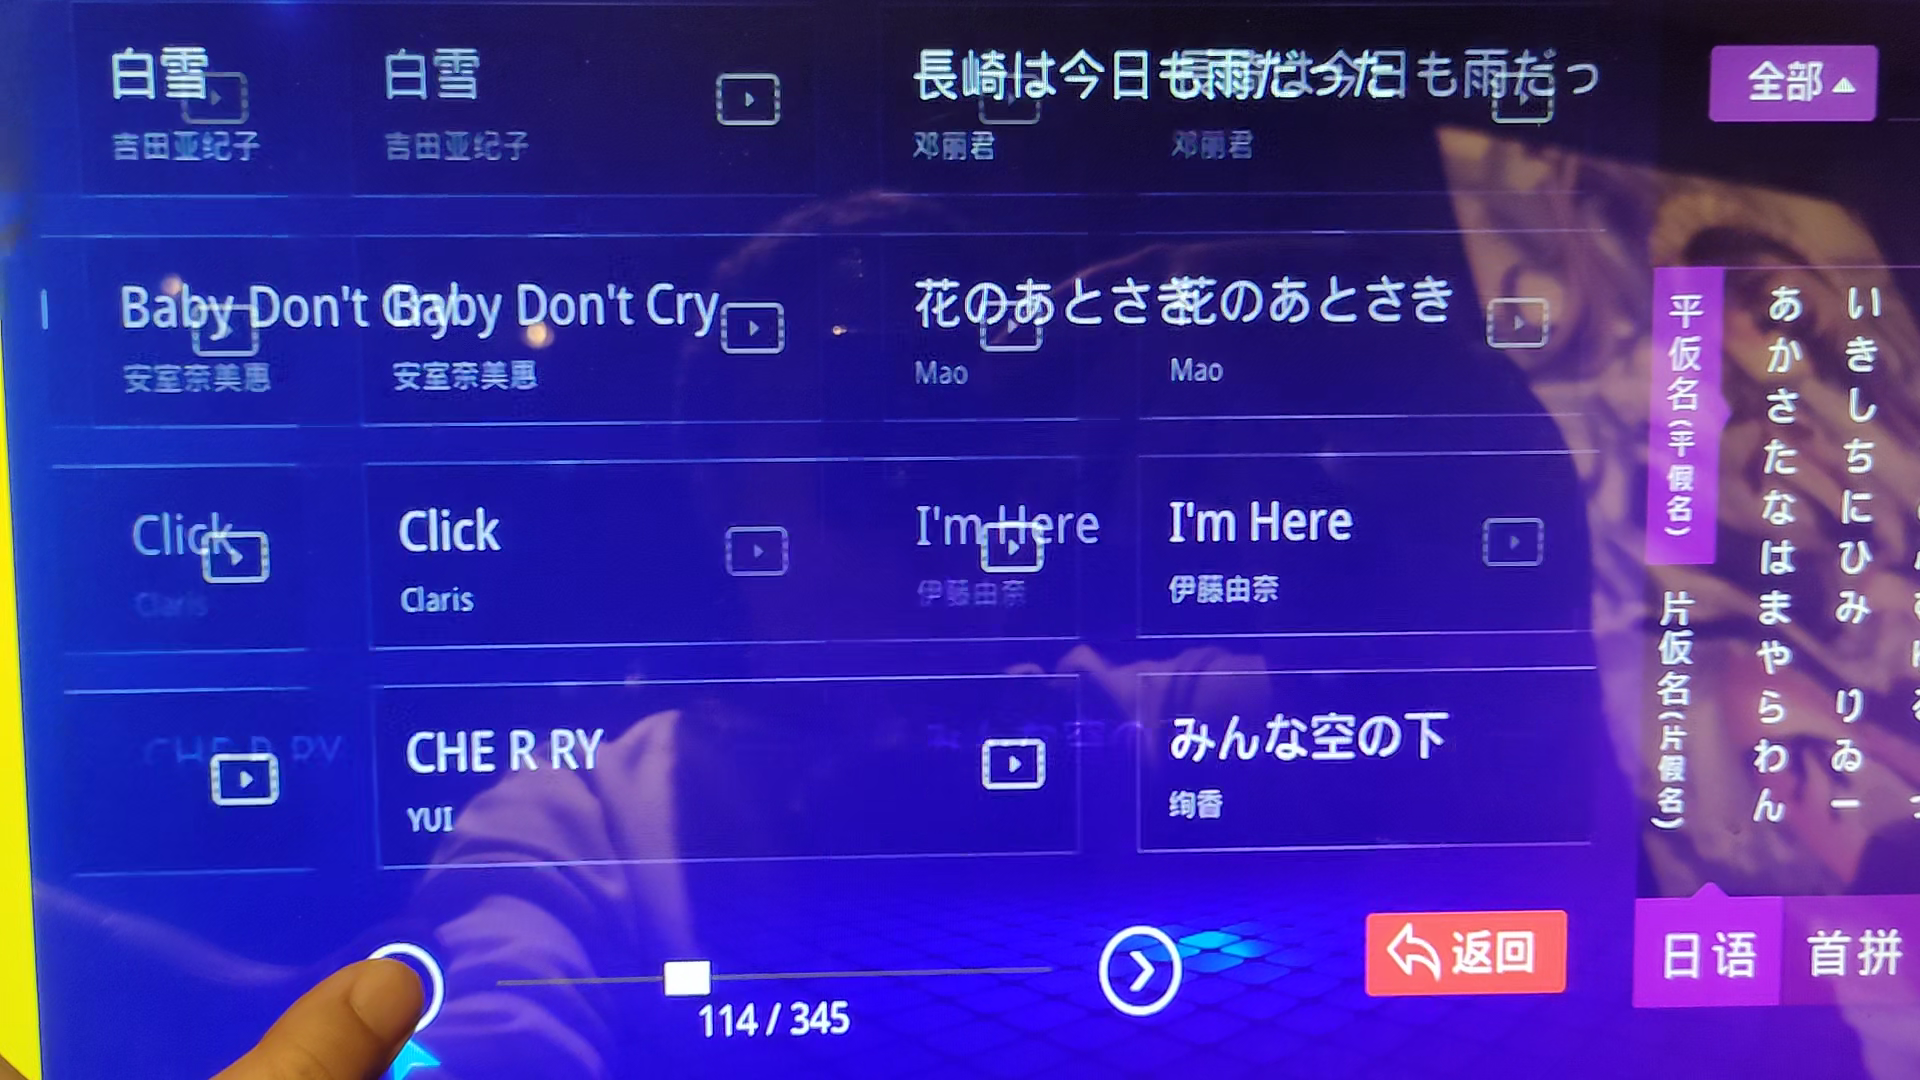 白雪
吉田亚纪子
白雪
吉田亚纪子
長崎は今日も雨だった
邓丽君
長崎は今日も雨だっ
邓丽君
全部
Baby Don't Cry
安室奈美惠
Baby Don't Cry
安室奈美惠
花のあとさき
Mao
花のあとさき
Mao
Click
Claris
Click
Claris
I'm Here
伊藤由奈
I'm Here
伊藤由奈
CHE R RY
CHE R RY
YUI
みんな空の下
绚香
114 / 345
返回
平仮名(平假名)
片仮名(片假名)
あかさたなはまやらわん
いきしちにひみ りゐー
日语
首拼